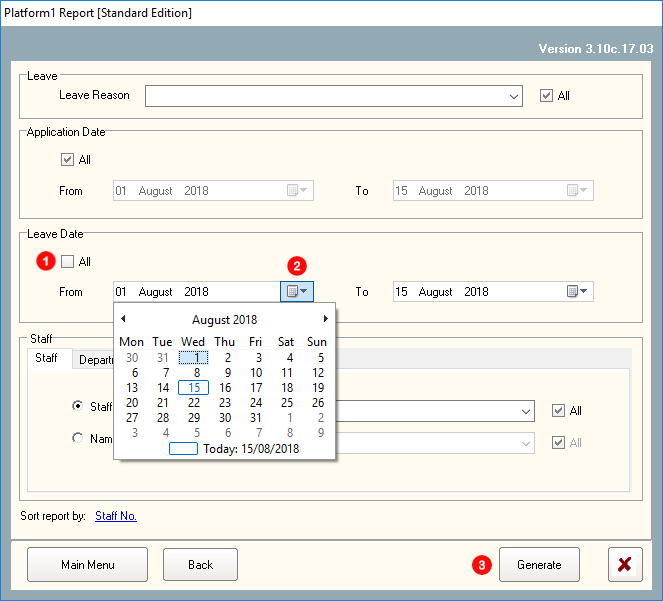 Platform1 Report [Standard Edition]
Version 3.10c.17.03
Leave
Leave Reason All
Application Date
All
From 01 August 2018 To 15 August 2018
Leave Date
1 All 2
From 01 August 2018 To 15 August 2018
August 2018
Mon Tue Wed Thu Fri Sat Sun
30 31 1 2 3 4 5
6 7 8 9 10 11 12
13 14 15 16 17 18 19
20 21 22 23 24 25 26
27 28 29 30 31 1 2
3 4 5 6 7 8 9
Today: 15/08/2018
Staff
Staff Depart
Staff All
Nam All
Sort report by: Staff No.
Main Menu Back 3 Generate X